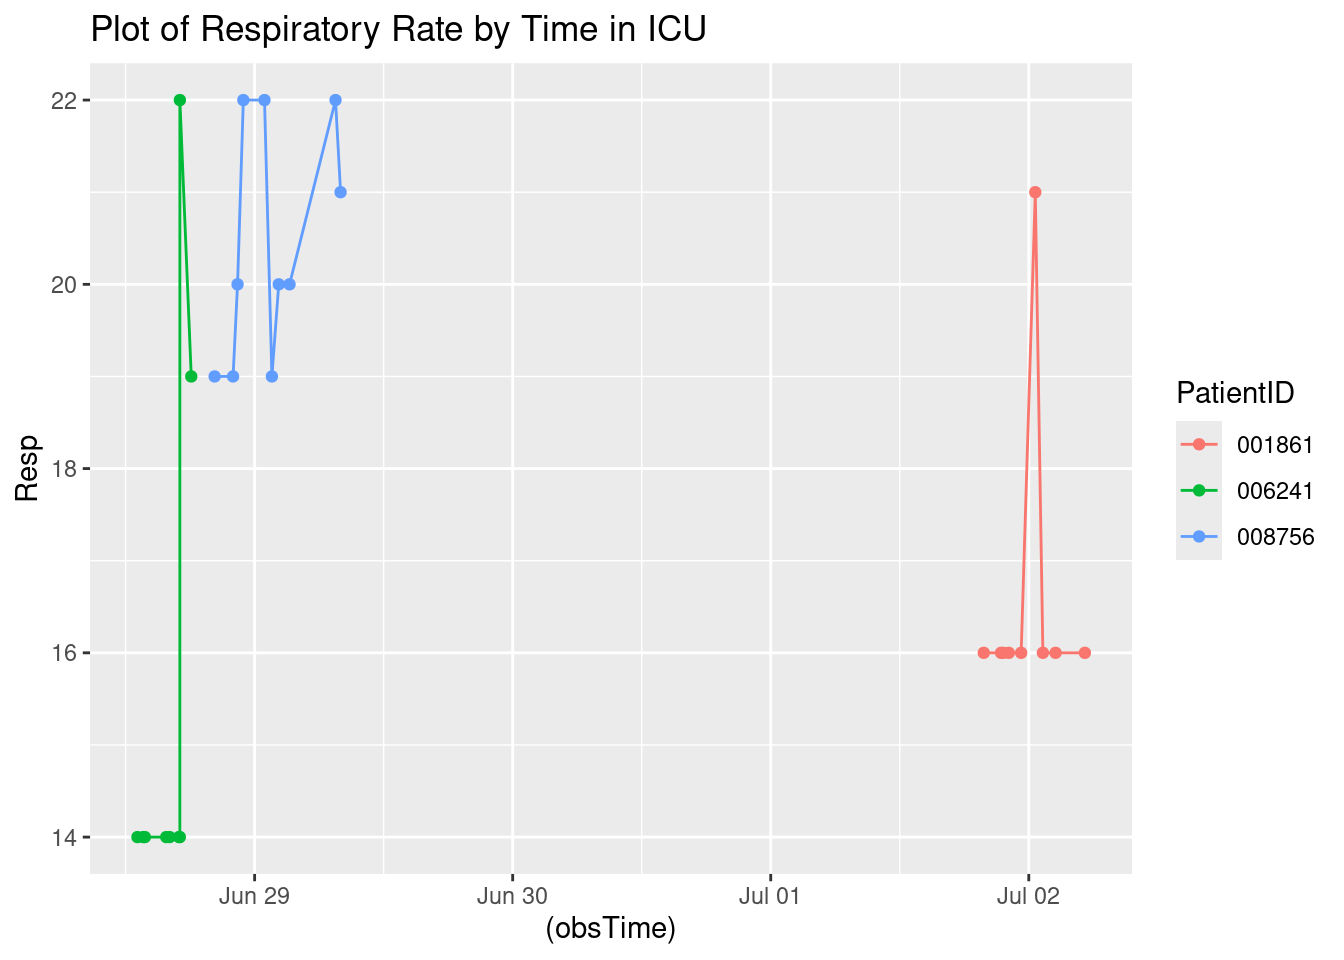 Plot of Respiratory Rate by Time in ICU
22
20
18
16
14
Resp
Jun 29
Jun 30
Jul 01
Jul 02
(obsTime)
PatientID
001861
006241
008756